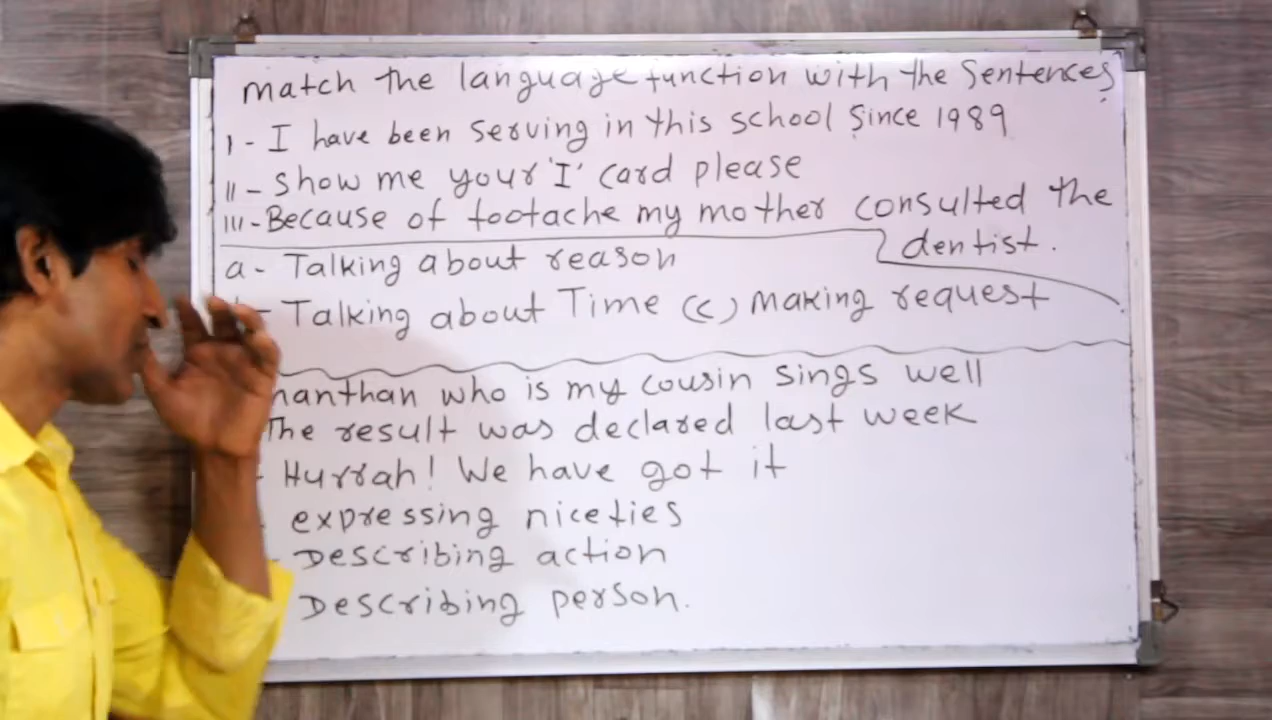 match the language function with the Sentences
I - I have been serving in this school Since 1989
II - Show me your 'I' card please
III - Because of tootache my mother consulted the
dentist.
a - Talking about reason
- Talking about Time (c) making request
who is my cousin sings well
The result was declared last week
- Hurrah! We have got it
expressing niceties
- Describing action
Describing person.